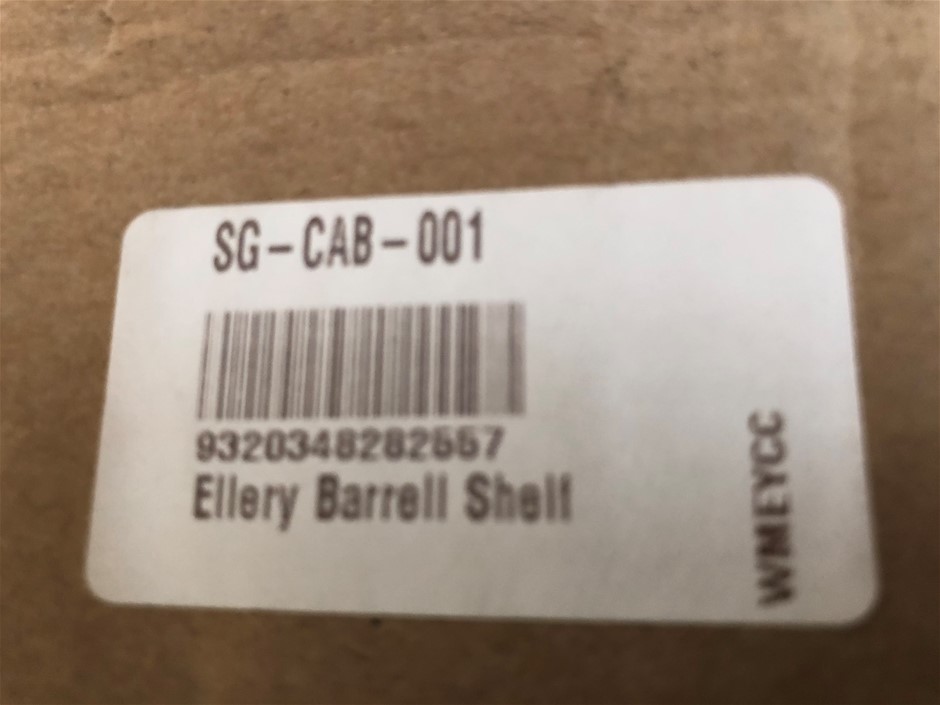 SG-CAB-001
9320348282557
Ellery Barrell Shelf
WMEYCC